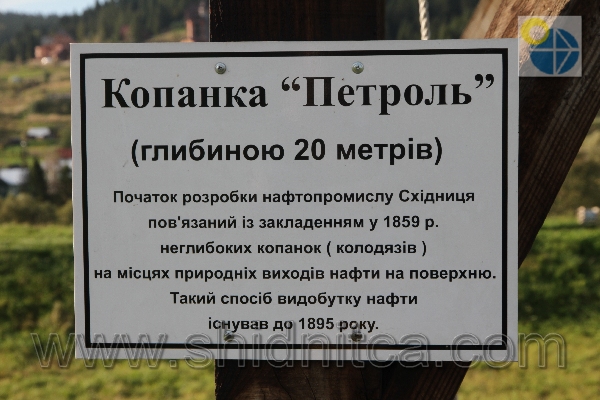 Копанка “Петроль”
(глибиною 20 метрів)
Початок розробки нафтопромислу Східниця
пов'язаний із закладенням у 1859 р.
неглибоких копанок ( колодязів )
на місцях природніх виходів нафти на поверхню.
Такий спосіб видобутку нафти
існував до 1895 року.
www.shidnitca.com